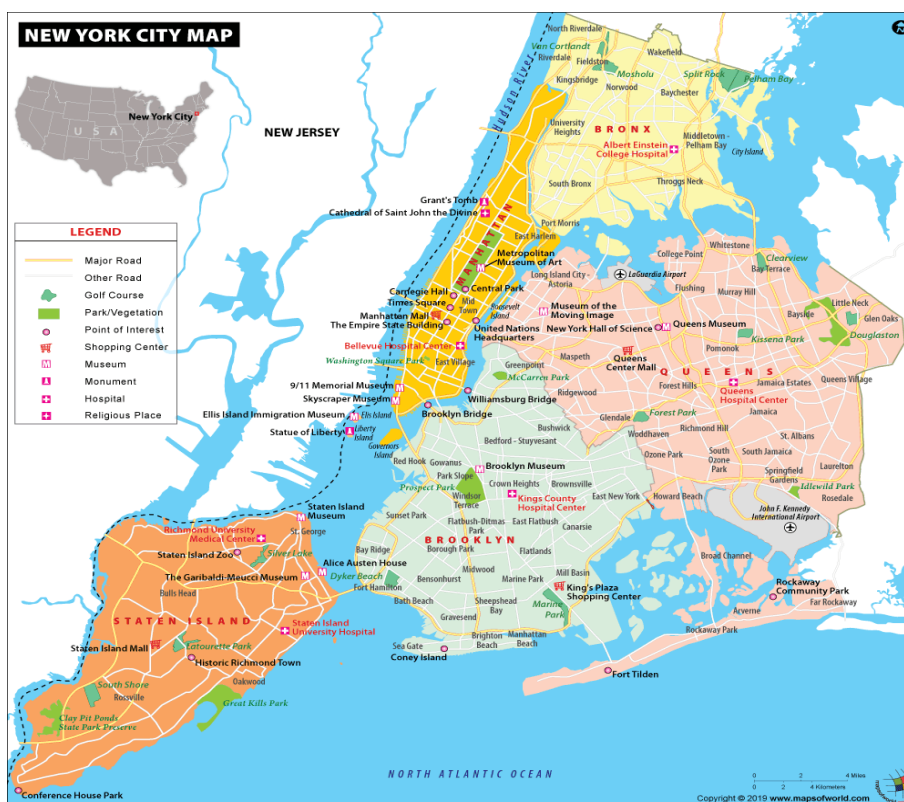 NEW YORK CITY MAP
USA
New York City
NEW JERSEY
Hudson River
LEGEND
Major Road
Other Road
Golf Course
Park/Vegetation
Point of Interest
Shopping Center
Museum
Monument
Hospital
Religious Place
North Riverdale
Van Cortlandt
Riverdale
Fieldston
Wakefield
Mosholu
Split Rock
Pelham Bay
Kingsbridge
Norwood
Baychester
University
Heights
BRONX
Middletown -
Pelham Bay
City Island
Albert Einstein
College Hospital
South Bronx
Throggs Neck
Port Morris
Grant's Tomb
Cathedral of Saint John the Divine
MANHATTAN
East Harlem
Metropolitan
Museum of Art
Carnegie Hall
Central Park
Times Square
Mid
Town
Roosevelt
Island
Manhattan Mall
The Empire State Building
United Nations
Headquarters
Bellevue Hospital Center
Washington Square Park
East Village
9/11 Memorial Museum
Skyscraper Museum
Williamsburg Bridge
Brooklyn Bridge
Ellis Island Immigration Museum
Elis Island
Statue of Liberty
Liberty
Island
Governors
Island
Whitestone
College Point
Clearview
Bay Terrace
LaGuardia Airport
Long Island City -
Astoria
Flushing
Murray Hill
Little Neck
Bayside
Glen Oaks
Museum of the
Moving Image
New York Hall of Science
Queens Museum
Kissena Park
Douglaston
Maspeth
Queens
Center Mall
Pomonok
QUEENS
Queens Village
Forest Hills
Jamaica Estates
Queens
Hospital Center
Ridgewood
Glendale
Forest Park
Jamaica
Richmond Hill
Woddhaven
St. Albans
Ozone Park
South
Ozone
Park
South Jamaica
Springfield
Gardens
Laurelton
Idlewild Park
Rosedale
Howard Beach
John F. Kennedy
International Airport
Broad Channel
Rockaway
Community Park
Arverne
Far Rockaway
Rockaway Park
Fort Tilden
Greenpoint
McCarren Park
Bushwick
Bedford - Stuyvesant
Red Hook
Gowanus
Brooklyn Museum
Park Slope
Crown Heights
Brownsville
Prospect Park
Windsor
Terrace
Kings County
Hospital Center
East New York
Sunset Park
Flatbush-Ditmas
Park
East Flatbush
Canarsie
BROOKLYN
Bay Ridge
Borough Park
Flatlands
Midwood
Dyker Beach
Bensonhurst
Marine Park
Mill Basin
Fort Hamilton
King's Plaza
Shopping Center
Bath Beach
Sheepshead
Bay
Marine
Park
Gravesend
Sea Gate
Brighton
Beach
Manhattan
Beach
Coney Island
Staten Island
Museum
Richmond University
Medical Center
St. George
Staten Island Zoo
Silver Lake
Alice Austen House
The Garibaldi-Meucci Museum
Bulls Head
STATEN ISLAND
Staten Island
University Hospital
Staten Island Mall
Latourette Park
Historic Richmond Town
Oakwood
South Shore
Rossville
Great Kills Park
Clay Pit Ponds
State Park Preserve
Conference House Park
NORTH ATLANTIC OCEAN
0 2 4 Miles
0 2 4 Kilometers
Copyright © 2019 www.mapsofworld.com